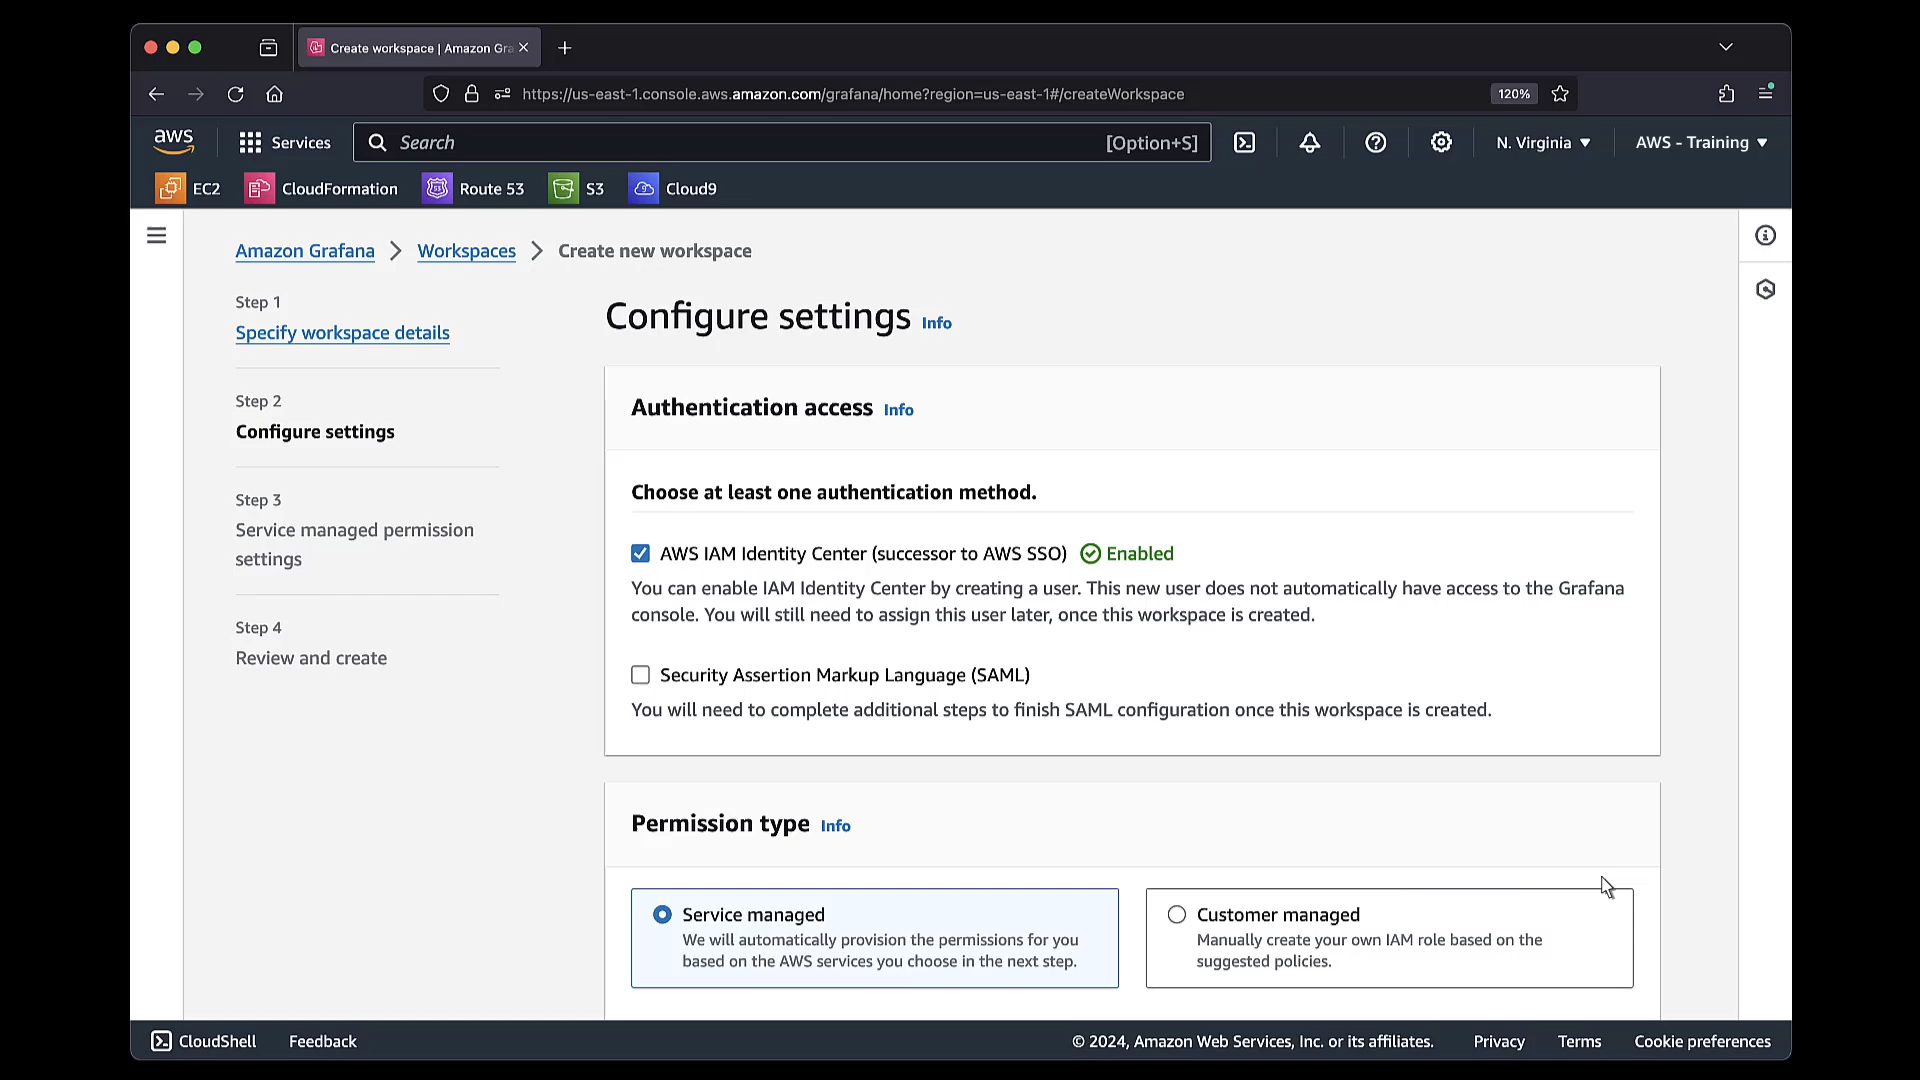 Create workspace | Amazon Gra
https://us-east-1.console.aws.amazon.com/grafana/home?region=us-east-1#/createWorkspace
120%
aws
Services
Search
[Option+S]
N. Virginia
AWS - Training
EC2
CloudFormation
Route 53
S3
Cloud9
Amazon Grafana
Workspaces
Create new workspace
Step 1
Specify workspace details
Step 2
Configure settings
Step 3
Service managed permission
settings
Step 4
Review and create
Configure settings Info
Authentication access Info
Choose at least one authentication method.
AWS IAM Identity Center (successor to AWS SSO) Enabled
You can enable IAM Identity Center by creating a user. This new user does not automatically have access to the Grafana
console. You will still need to assign this user later, once this workspace is created.
Security Assertion Markup Language (SAML)
You will need to complete additional steps to finish SAML configuration once this workspace is created.
Permission type Info
Service managed
We will automatically provision the permissions for you
based on the AWS services you choose in the next step.
Customer managed
Manually create your own IAM role based on the
suggested policies.
CloudShell
Feedback
© 2024, Amazon Web Services, Inc. or its affiliates.
Privacy
Terms
Cookie preferences